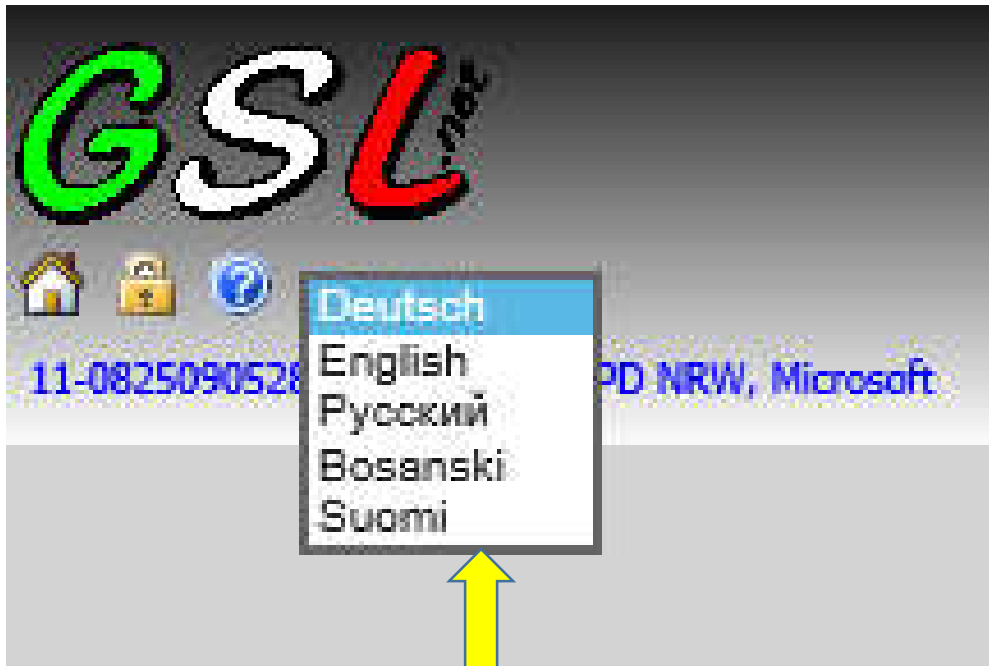 GSL.net
Deutsch
English
11-0825090528 PD NRW, Microsoft
Русский
Bosanski
Suomi